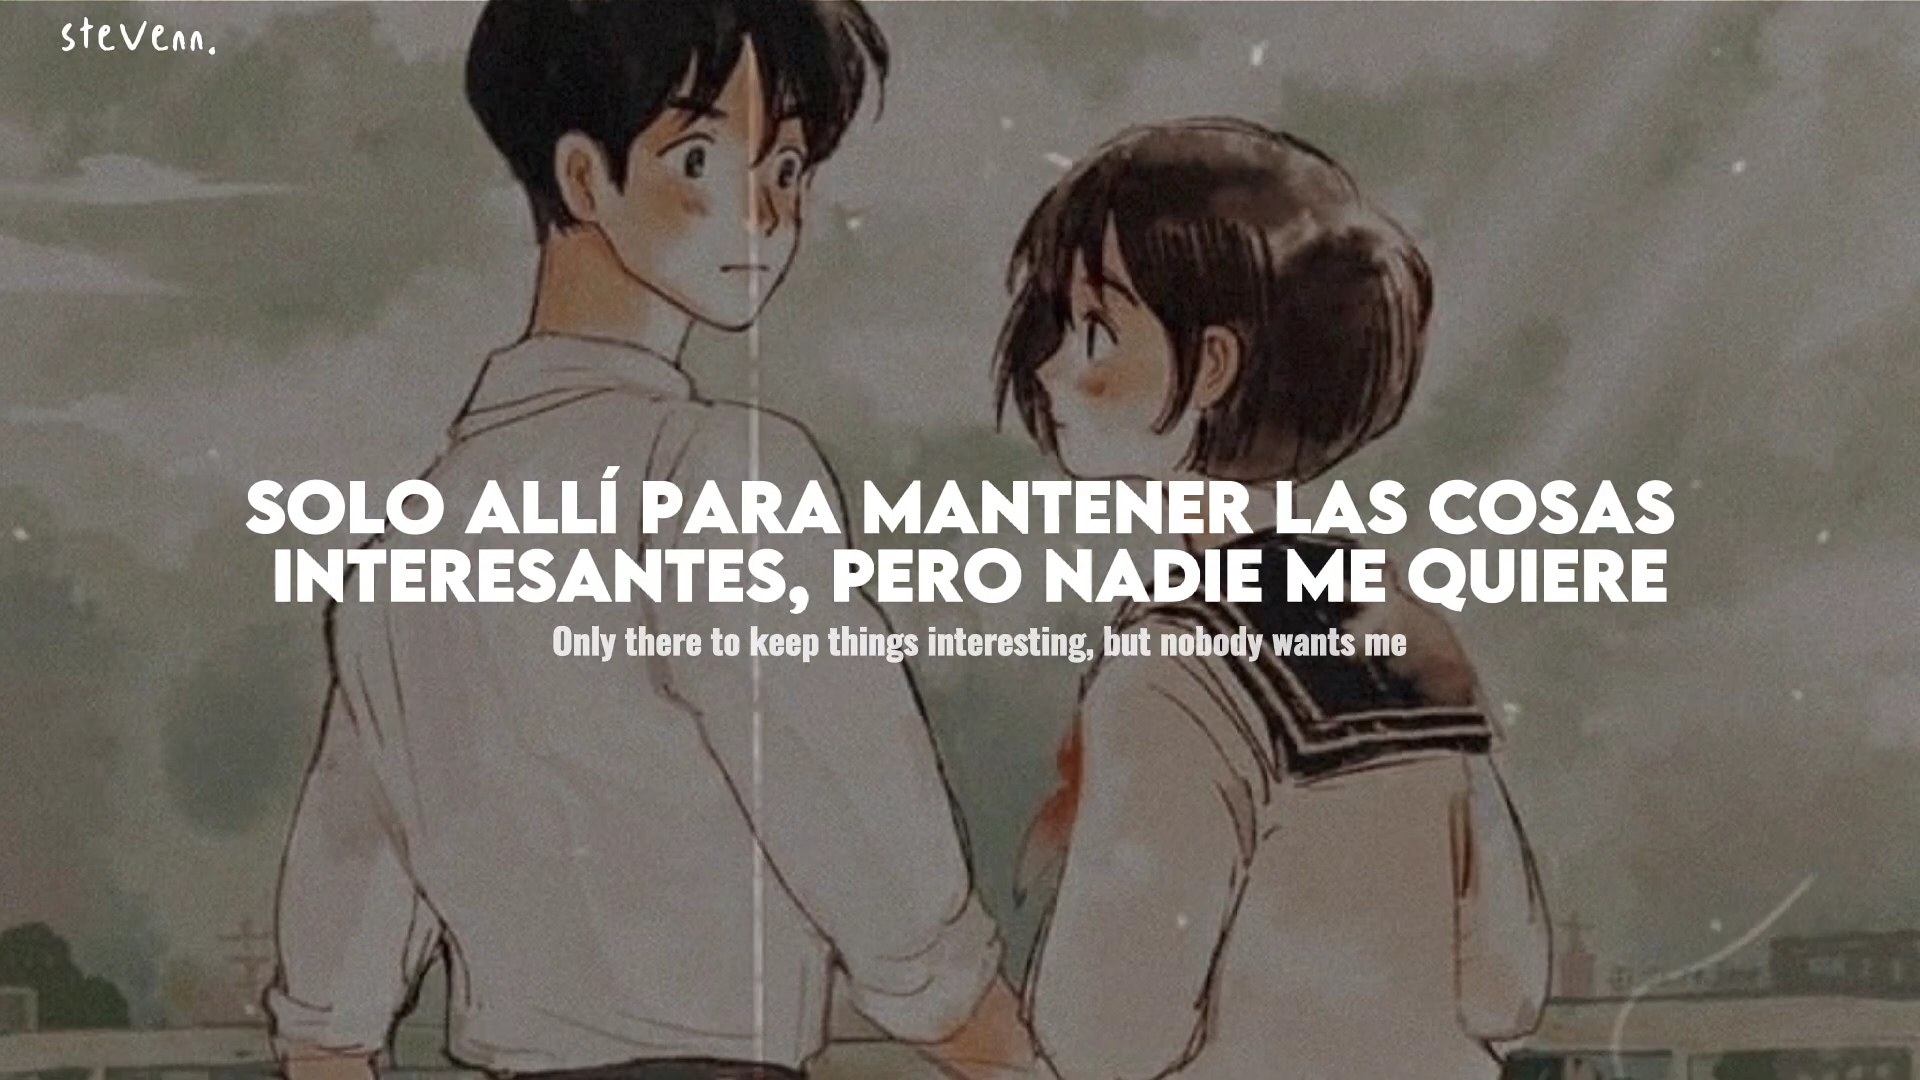 stevenn.
SOLO ALLÍ PARA MANTENER LAS COSAS
INTERESANTES, PERO NADIE ME QUIERE
Only there to keep things interesting, but nobody wants me